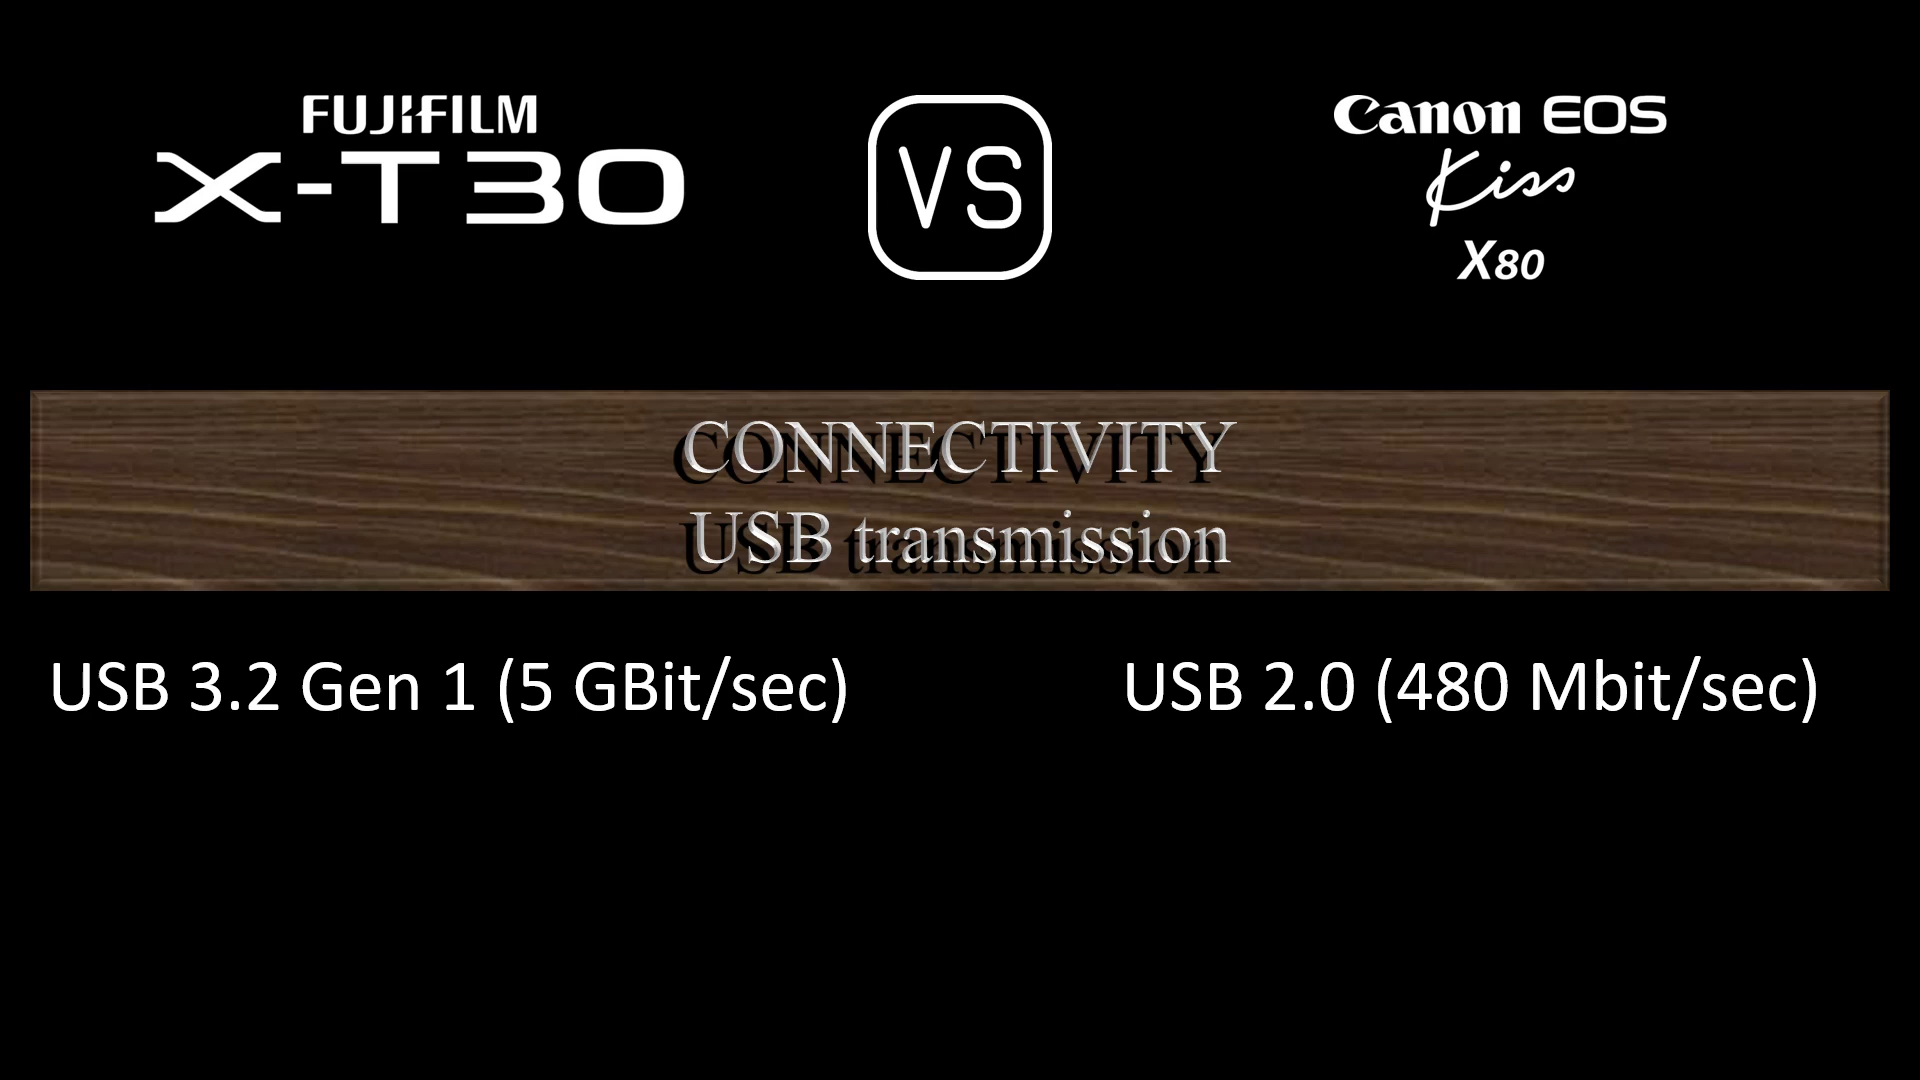 FUJIFILM
X-T30
VS
Canon EOS
Kiss
X80
CONNECTIVITY
USB transmission
USB 3.2 Gen 1 (5 GBit/sec)
USB 2.0 (480 Mbit/sec)